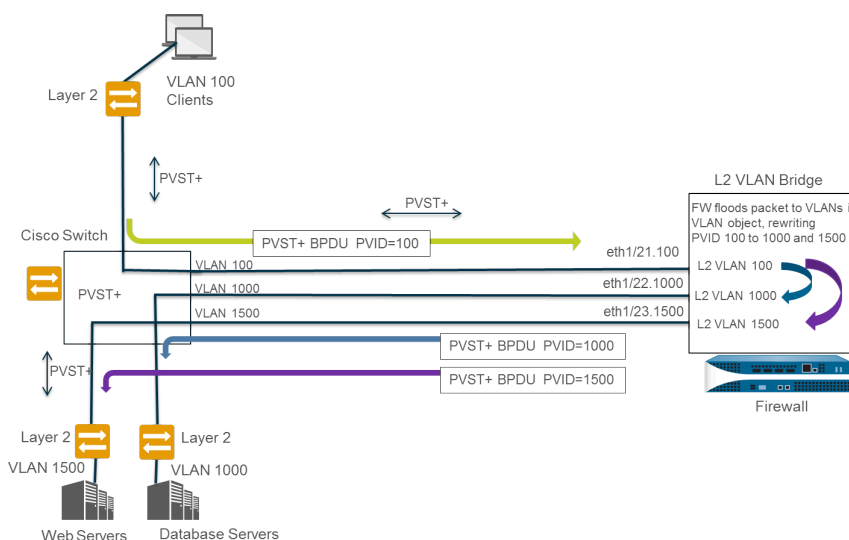 VLAN 100
Clients
Layer 2
PVST+
PVST+
L2 VLAN Bridge
FW floods packet to VLANs i
VLAN object, rewriting
PVID 100 to 1000 and 1500
Cisco Switch
PVST+ BPDU PVID=100
eth1/21.100
VLAN 100
L2 VLAN 100
eth1/22.1000
PVST+
VLAN 1000
L2 VLAN 1000
eth1/23.1500
VLAN 1500
L2 VLAN 1500
PVST+ BPDU PVID=1000
PVST+
PVST+ BPDU PVID=1500
Firewall
Layer 2
Layer 2
VLAN 1500
VLAN 1000
Web Servers
Database Servers